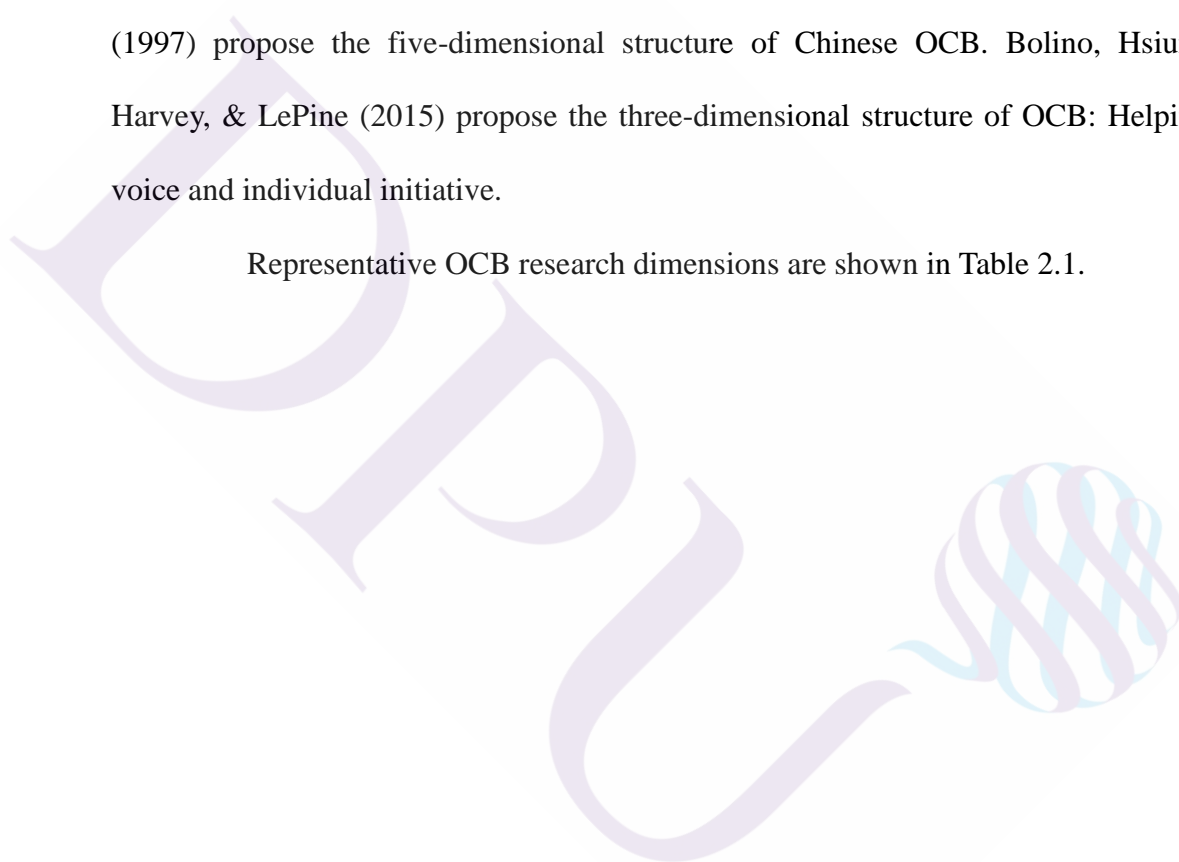 (1997) propose the five-dimensional structure of Chinese OCB. Bolino, Hsiu
Harvey, & LePine (2015) propose the three-dimensional structure of OCB: Helpi
voice and individual initiative.
Representative OCB research dimensions are shown in Table 2.1.
DPU